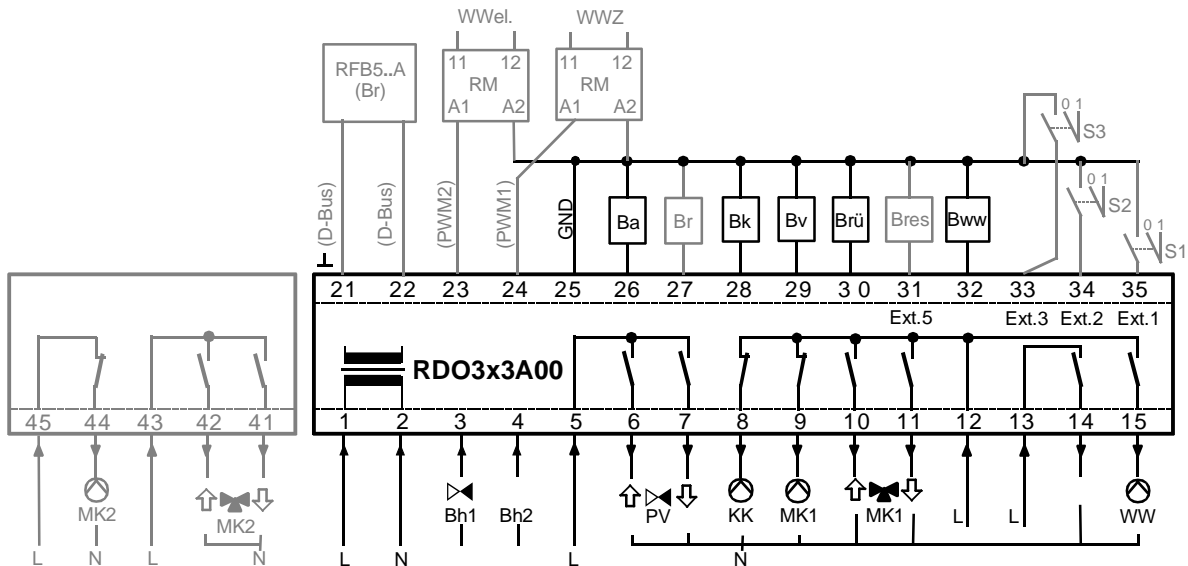 WWel. WWZ
RFB5..A
(Br)
11 12
RM
A1 A2
11 12
RM
A1 A2
0 1
S3
0 1
S2
0 1
S1
(D-Bus) (D-Bus) (PWM2) (PWM1) GND
Ba Br Bk Bv Brü Bres Bww
21 22 23 24 25 26 27 28 29 3 0 31 32 33 34 35
Ext.5 Ext.3 Ext.2 Ext.1
RDO3x3A00
45 44 43 42 41 1 2 3 4 5 6 7 8 9 10 11 12 13 14 15
MK2 MK2 Bh1 Bh2 PV KK MK1 MK1 L L WW
L N L N L N L N